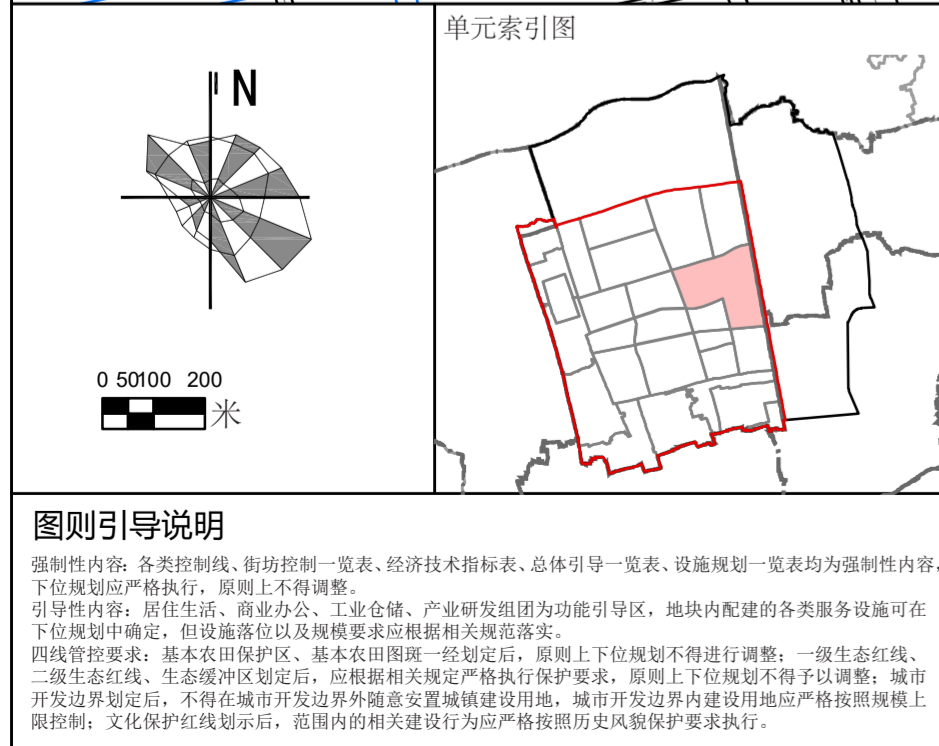 单元索引图
N
0 50100 200
米
图则引导说明
强制性内容：各类控制线、街坊控制一览表、经济技术指标表、总体引导一览表、设施规划一览表均为强制性内容，
下位规划应严格执行，原则上不得调整。
引导性内容：居住生活、商业办公、工业仓储、产业研发组团为功能引导区，地块内配建的各类服务设施可在
下位规划中确定，但设施落位以及规模要求应根据相关规范落实。
四线管控要求：基本农田保护区、基本农田图斑一经划定后，原则上下位规划不得进行调整；一级生态红线、
二级生态红线、生态缓冲区划定后，应根据相关规定严格执行保护要求，原则上下位规划不得予以调整；城市
开发边界划定后，不得在城市开发边界外随意安置城镇建设用地，城市开发边界内建设用地应严格按照规模上
限控制；文化保护红线划示后，范围内的相关建设行为应严格按照历史风貌保护要求执行。